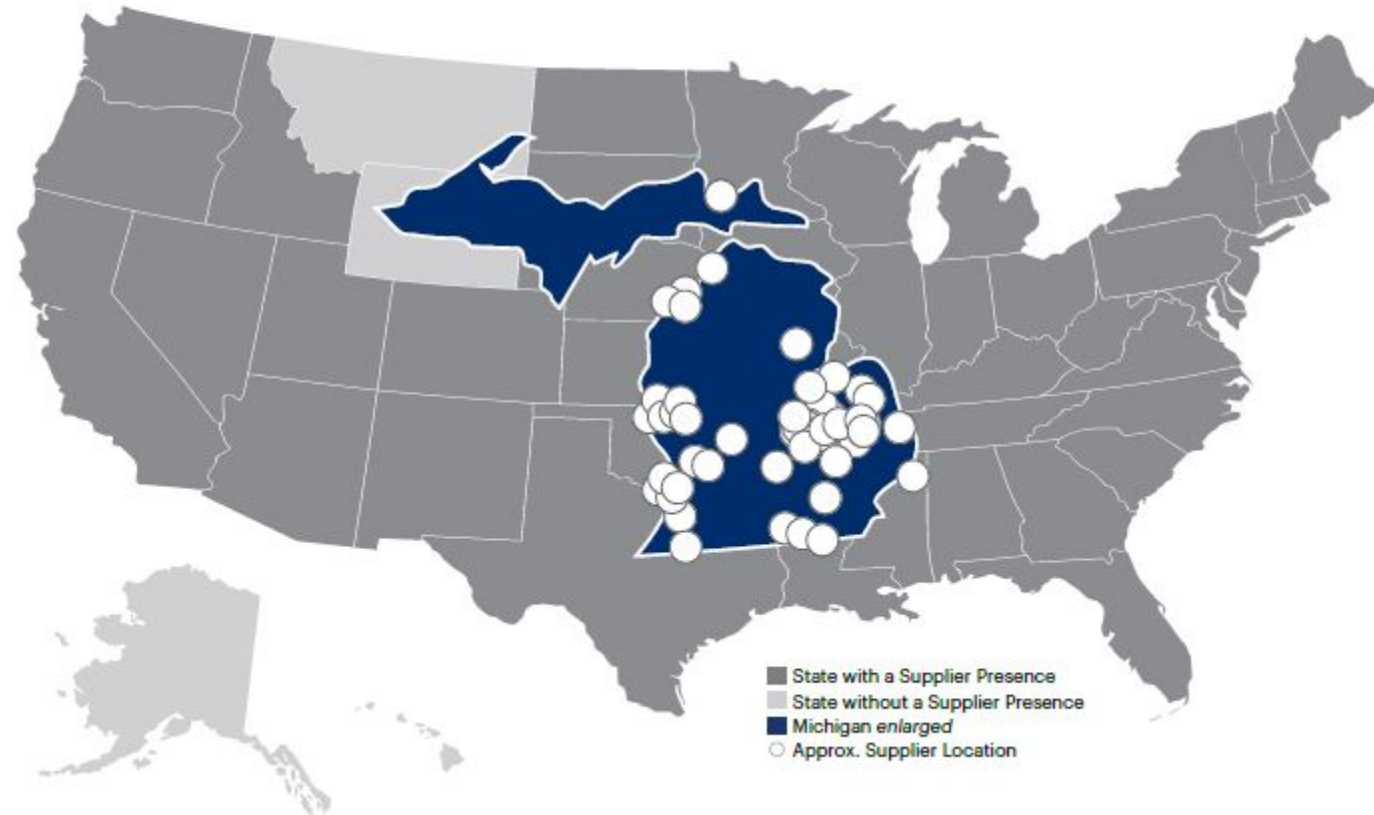 State with a Supplier Presence
State without a Supplier Presence
Michigan enlarged
Approx. Supplier Location